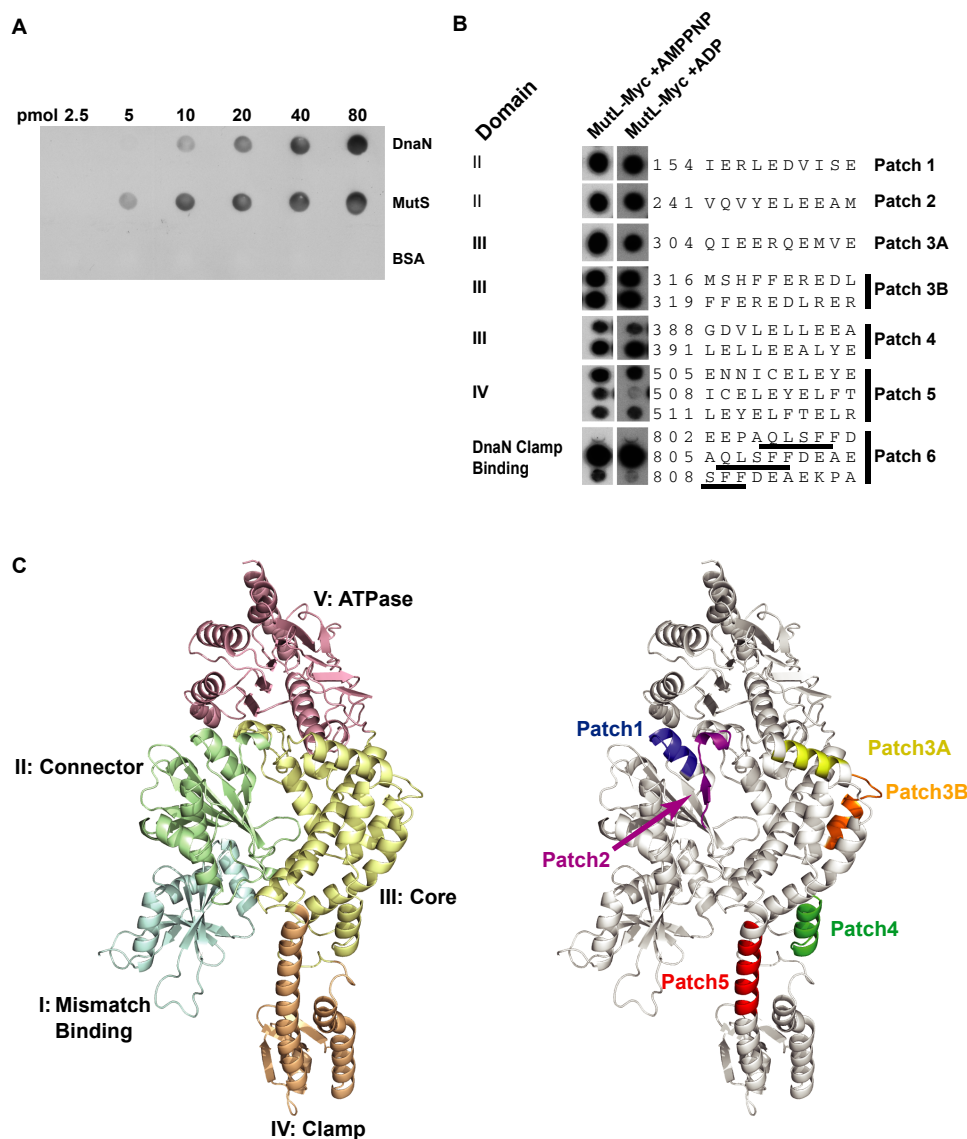 A
pmol 2.5 5 10 20 40 80
DnaN
MutS
BSA
B
Domain
MutL-Myc +AMPPNP
MutL-Myc +ADP
II 154 IERLEDVISE Patch 1
II 241 VQVYELEEAM Patch 2
III 304 QIEERQEMVE Patch 3A
III 316 MSHFFEREDL
319 FFEREDLRER
Patch 3B
III 388 GDVLELLEEA
391 LELLEEALYE
Patch 4
IV
505 ENNICELEYE
508 ICELEYELFT
511 LEYELFTELR
Patch 5
DnaN Clamp
Binding
802 EEPAQLSFFD
805 AQLSFFDEAE
808 SFFDEAEKPA
Patch 6
C
V: ATPase
II: Connector
III: Core
I: Mismatch
Binding
IV: Clamp
Patch1
Patch3A
Patch3B
Patch2
Patch4
Patch5